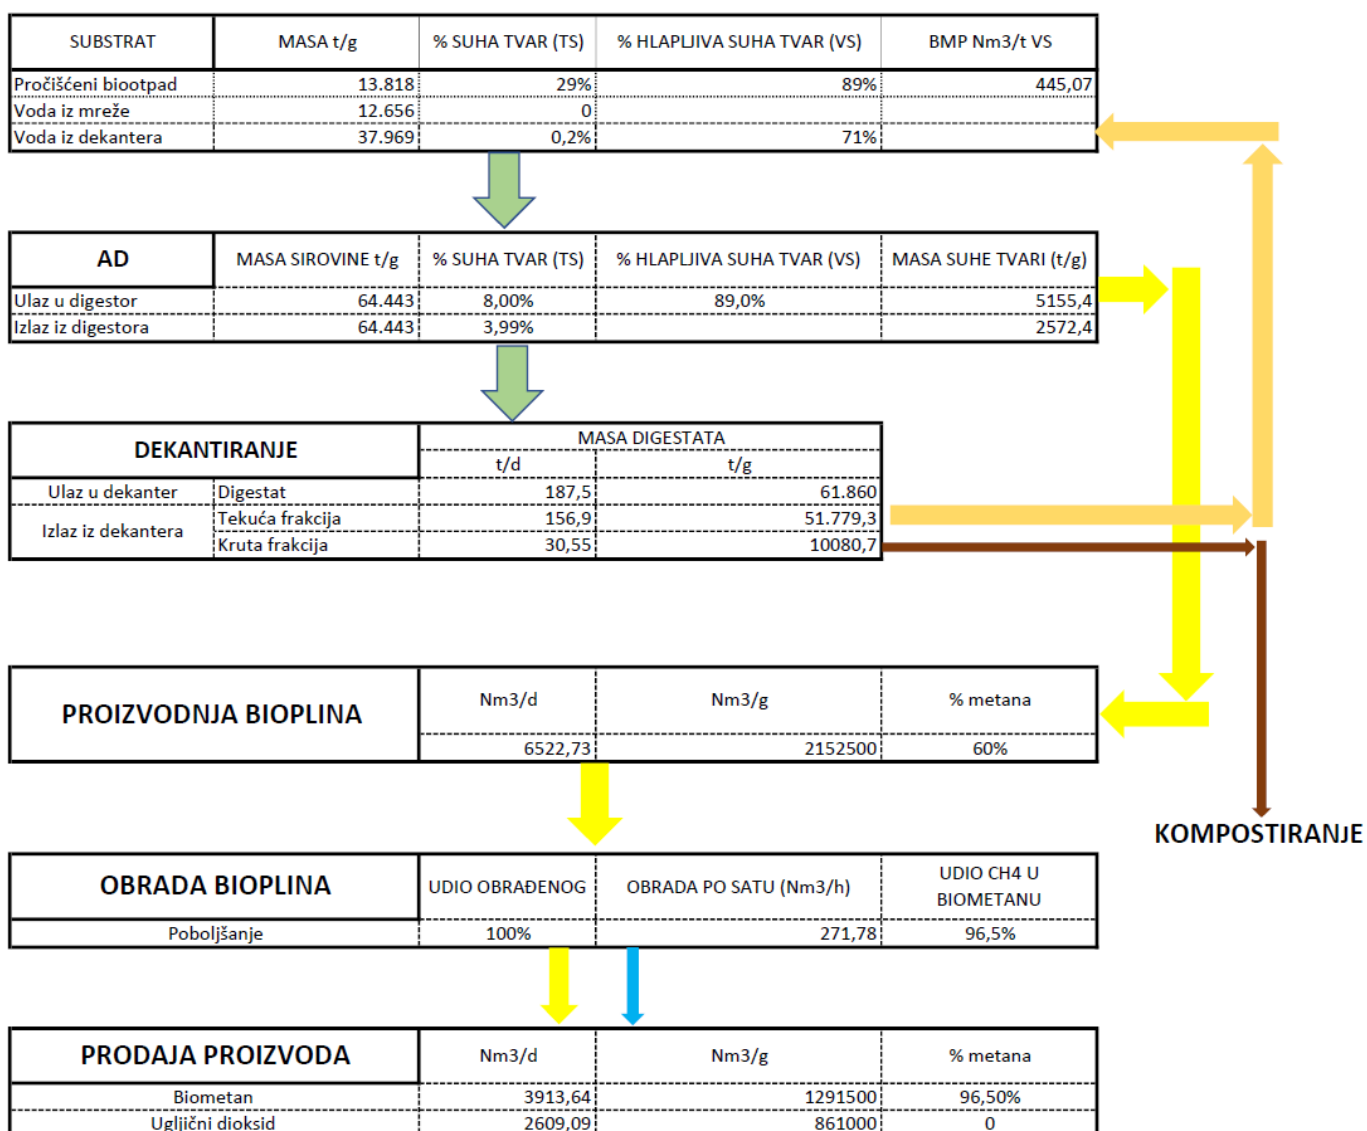 SUBSTRAT MASA t/g % SUHA TVAR (TS) % HLAPLJIVA SUHA TVAR (VS) BMP Nm3/t VS
Pročišćeni biootpad 13.818 29% 89% 445,07
Voda iz mreže 12.656 0
Voda iz dekantera 37.969 0,2% 71%
AD MASA SIROVINE t/g % SUHA TVAR (TS) % HLAPLJIVA SUHA TVAR (VS) MASA SUHE TVARI (t/g)
Ulaz u digestor 64.443 8,00% 89,0% 5155,4
Izlaz iz digestora 64.443 3,99% 2572,4
DEKANTIRANJE MASA DIGESTATA
t/d t/g
Ulaz u dekanter Digestat 187,5 61.860
Izlaz iz dekantera Tekuća frakcija 156,9 51.779,3
Kruta frakcija 30,55 10080,7
PROIZVODNJA BIOPLINA Nm3/d Nm3/g % metana
6522,73 2152500 60%
KOMPOSTIRANJE
OBRADA BIOPLINA UDIO OBRAĐENOG OBRADA PO SATU (Nm3/h) UDIO CH4 U
BIOMETANU
Poboljšanje 100% 271,78 96,5%
PRODAJA PROIZVODA Nm3/d Nm3/g % metana
Biometan 3913,64 1291500 96,50%
Ugljični dioksid 2609,09 861000 0